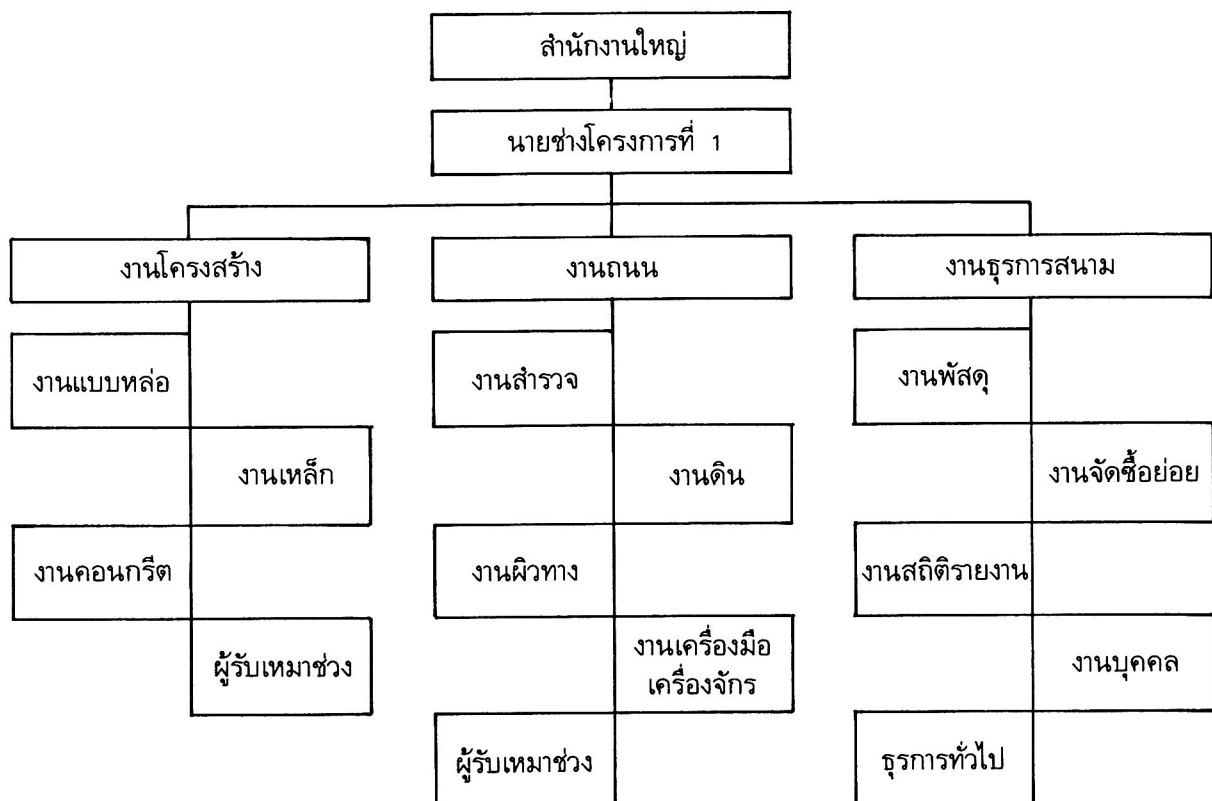 สำนักงานใหญ่
นายช่างโครงการที่ 1
งานโครงสร้าง
งานถนน
งานธุรการสนาม
งานแบบหล่อ
งานสำรวจ
งานพัสดุ
งานเหล็ก
งานดิน
งานจัดซื้อย่อย
งานคอนกรีต
งานผิวทาง
งานสถิติรายงาน
ผู้รับเหมาช่วง
งานเครื่องมือ
เครื่องจักร
งานบุคคล
ผู้รับเหมาช่วง
ธุรการทั่วไป